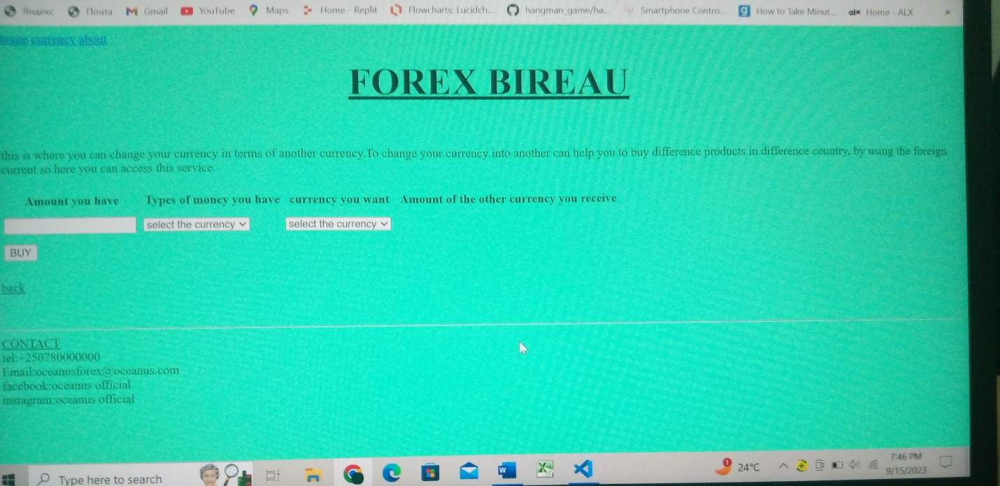 Яндекс Почта Gmail YouTube Maps Home - Replit Flowcharts: Lucidch... hangman_game/ha... Smartphone Contro... How to Take Minut... alx Home - ALX »
home currency about
FOREX BIREAU
this is where you can change your currency in terms of another currency.To change your currency into another can help you to buy difference products in difference country, by using the foreign
current so here you can access this service.
Amount you have Types of money you have currency you want Amount of the other currency you receive
select the currency select the currency
BUY
back
CONTACT
tel:+250780000000
Email:oceanusforex@oceanus.com
facebook:oceanus official
instagram:oceanus official
Type here to search 1 24°C 7:46 PM
9/15/2023